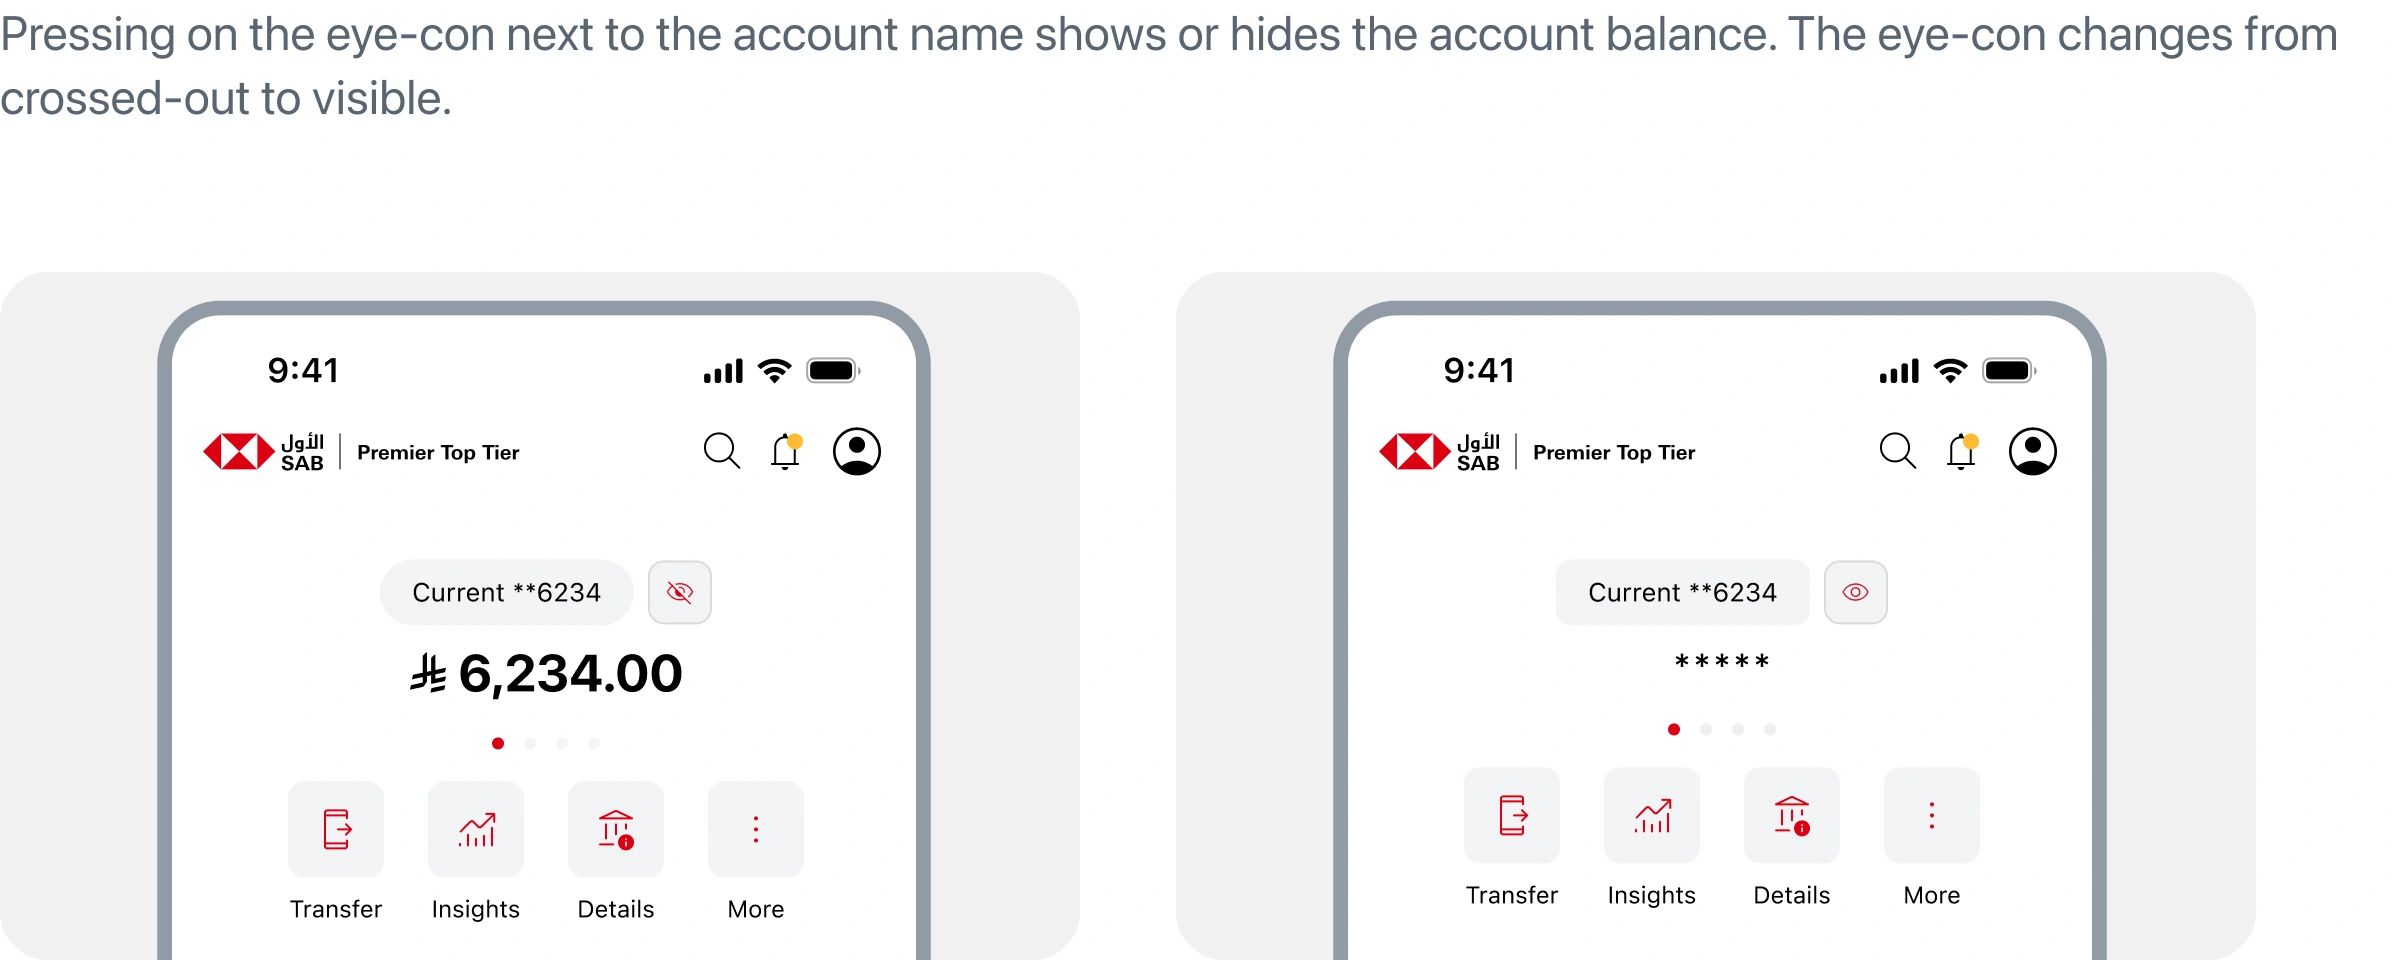 Pressing on the eye-con next to the account name shows or hides the account balance. The eye-con changes from
crossed-out to visible.
9:41
الأول
SAB
Premier Top Tier
Current **6234
6,234.00
Transfer
Insights
Details
More
9:41
الأول
SAB
Premier Top Tier
Current **6234
*****
Transfer
Insights
Details
More